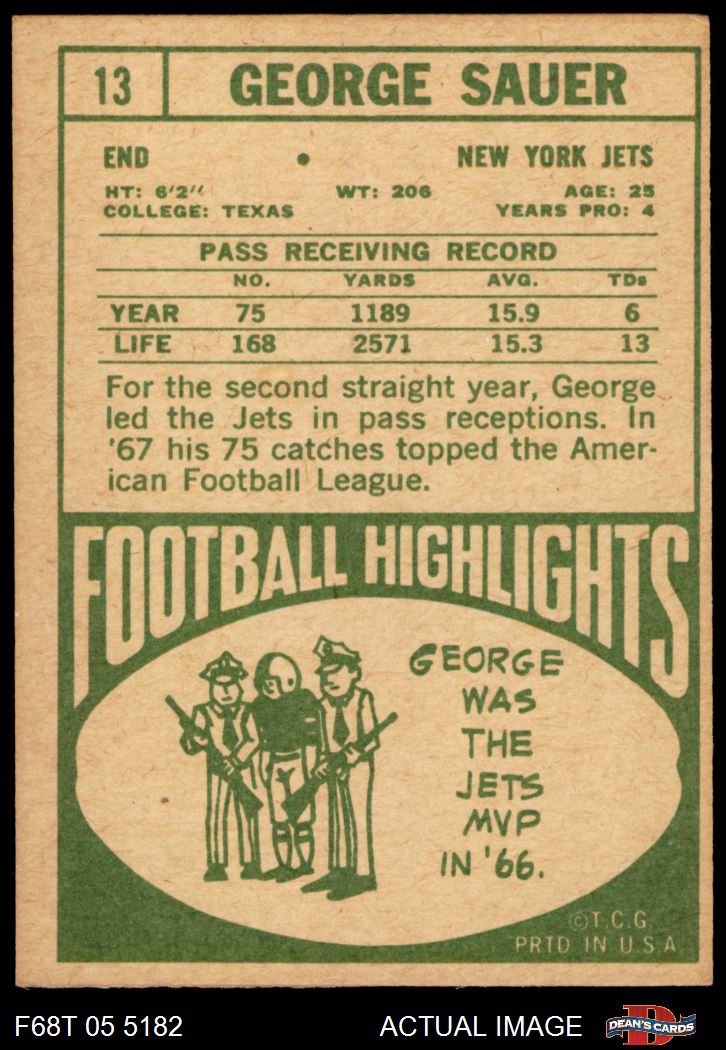 13 GEORGE SAUER
END • NEW YORK JETS
HT: 6'2" WT: 206 AGE: 25
COLLEGE: TEXAS YEARS PRO: 4
PASS RECEIVING RECORD
NO. YARDS AVG. TDs
YEAR 75 1189 15.9 6
LIFE 168 2571 15.3 13
For the second straight year, George
led the Jets in pass receptions. In
'67 his 75 catches topped the Amer-
ican Football League.
FOOTBALL HIGHLIGHTS
GEORGE
WAS
THE
JETS
MVP
IN '66.
©T.C.G.
PRTD IN U.S.A.
F68T 05 5182 ACTUAL IMAGE DEAN'S CARDS